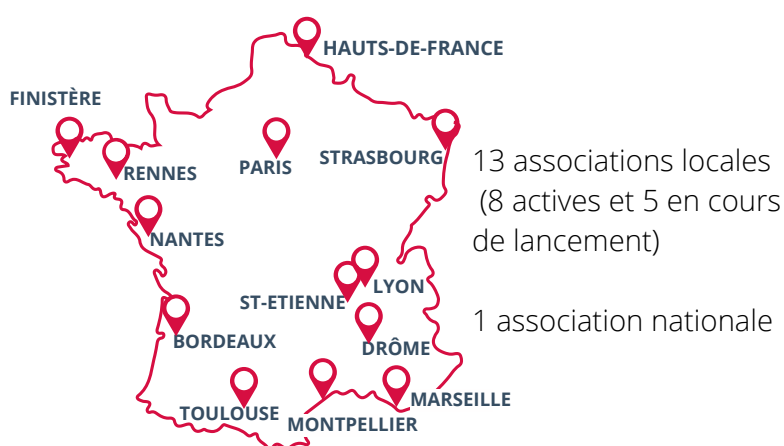 HAUTS-DE-FRANCE
FINISTÈRE
RENNES
PARIS
STRASBOURG
NANTES
LYON
ST-ETIENNE
BORDEAUX
DRÔME
TOULOUSE
MONTPELLIER
MARSEILLE
13 associations locales
(8 actives et 5 en cours
de lancement)
1 association nationale